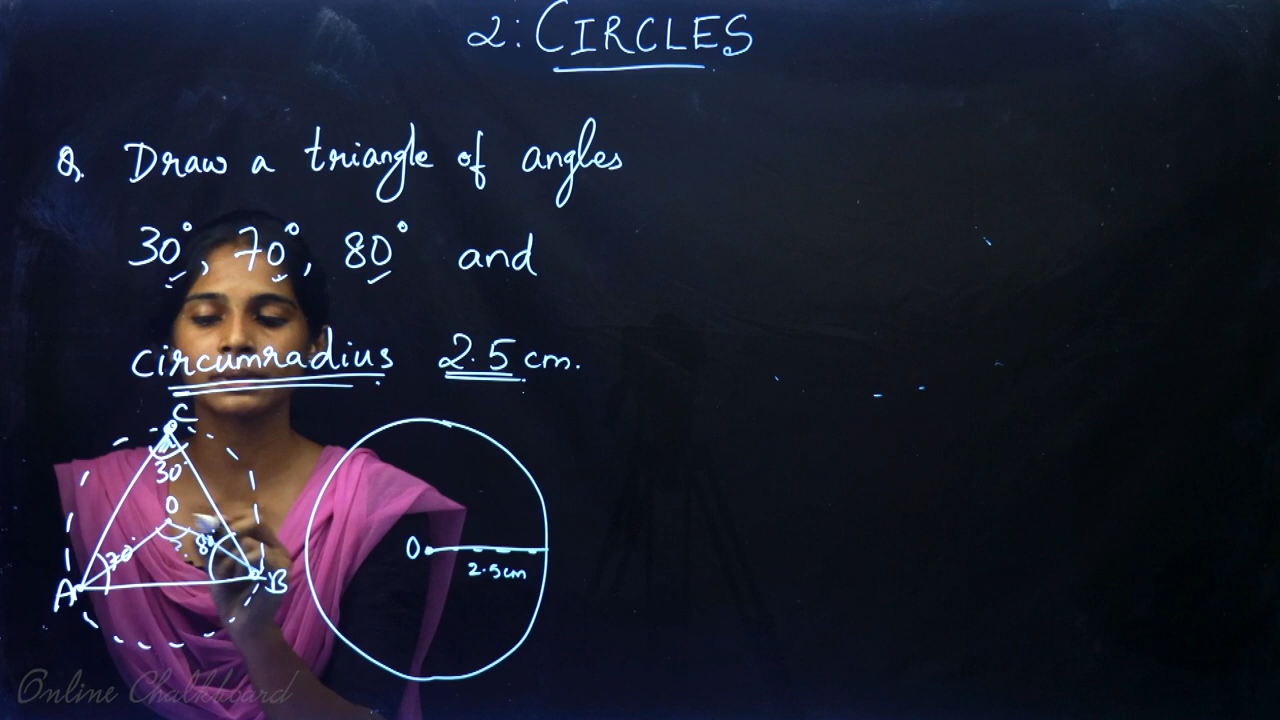 2: CIRCLES
Q. Draw a triangle of angles
30°, 70°, 80° and
circumradius 2.5 cm.
C
30°
O
?
70°
80°
A
B
O
2.5cm
Online Chalkboard